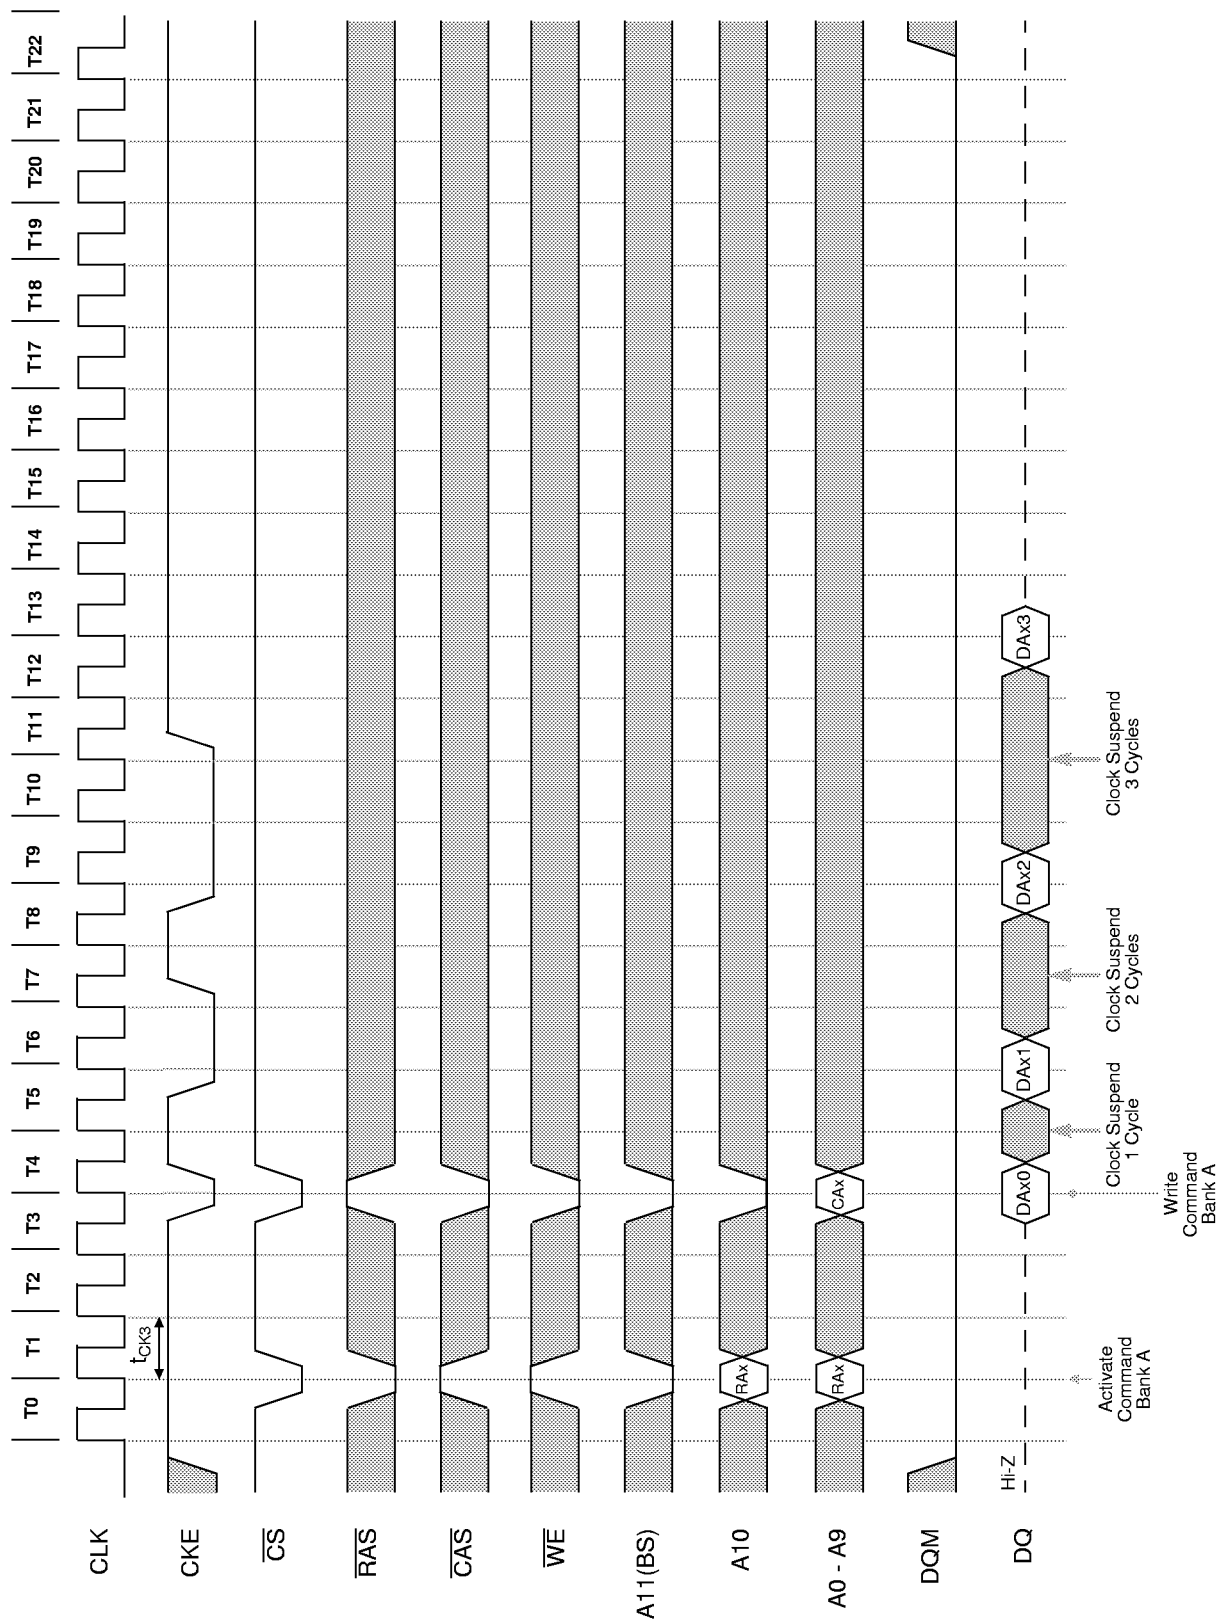 T0 T1 T2 T3 T4 T5 T6 T7 T8 T9 T10 T11 T12 T13 T14 T15 T16 T17 T18 T19 T20 T21 T22
CLK
tCK3
CKE
CS
RAS
CAS
WE
A11(BS)
A10
RAx
A0 - A9
RAx CAx
DQM
DQ
Hi-Z
DAx0 DAx1 DAx2 DAx3
Activate
Command
Bank A
Write
Command
Bank A
Clock Suspend
1 Cycle
Clock Suspend
2 Cycles
Clock Suspend
3 Cycles